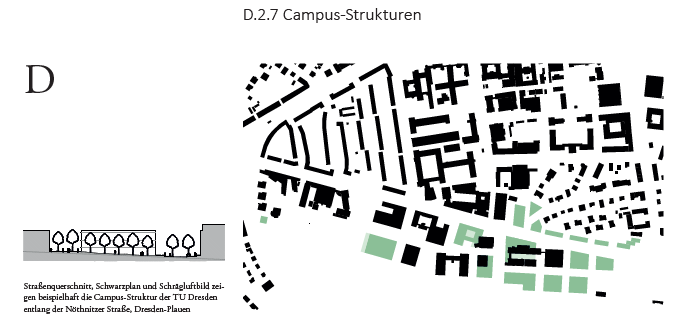 D.2.7 Campus-Strukturen
D
Straßenquerschnitt, Schwarzplan und Schrägluftbild zei-
gen beispielhaft die Campus-Struktur der TU Dresden
entlang der Nöthnitzer Straße, Dresden-Plauen